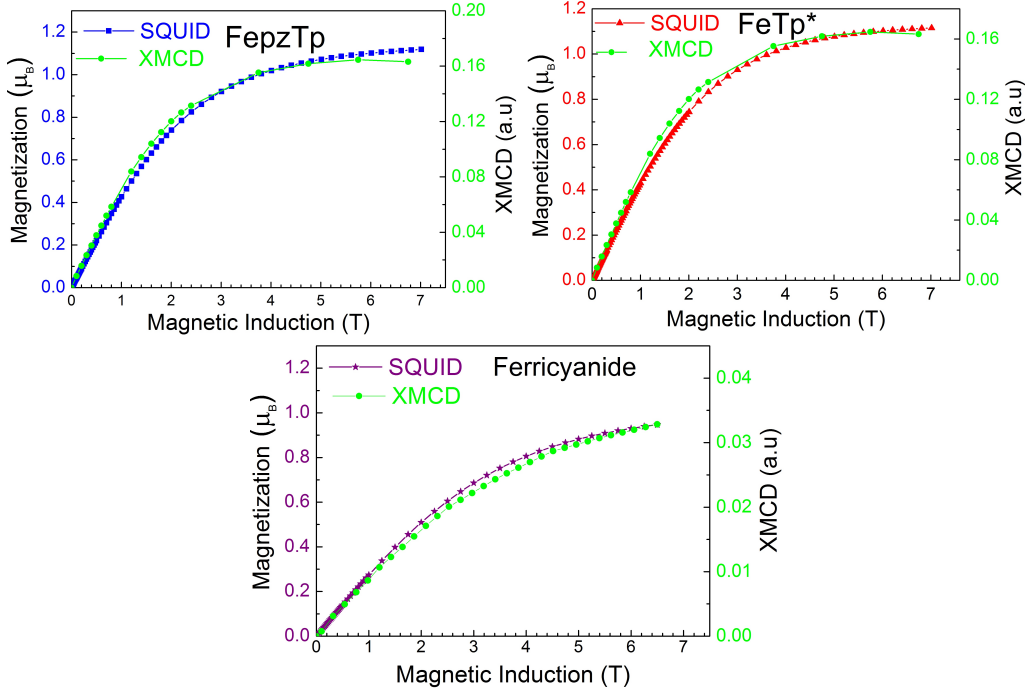 SQUID
XMCD
FepzTp
Magnetization (μB)
1.2
1.0
0.8
0.6
0.4
0.2
0.0
0.20
0.16
0.12
0.08
0.04
0.00
XMCD (a.u)
0 1 2 3 4 5 6 7
Magnetic Induction (T)
SQUID
XMCD
FeTp*
Magnetization (μB)
1.2
1.0
0.8
0.6
0.4
0.2
0.0
0.16
0.12
0.08
0.04
0.00
XMCD (a.u)
0 1 2 3 4 5 6 7
Magnetic Induction (T)
SQUID
XMCD
Ferricyanide
Magnetization (μB)
1.2
1.0
0.8
0.6
0.4
0.2
0.0
0.04
0.03
0.02
0.01
0.00
XMCD (a.u)
0 1 2 3 4 5 6 7
Magnetic Induction (T)